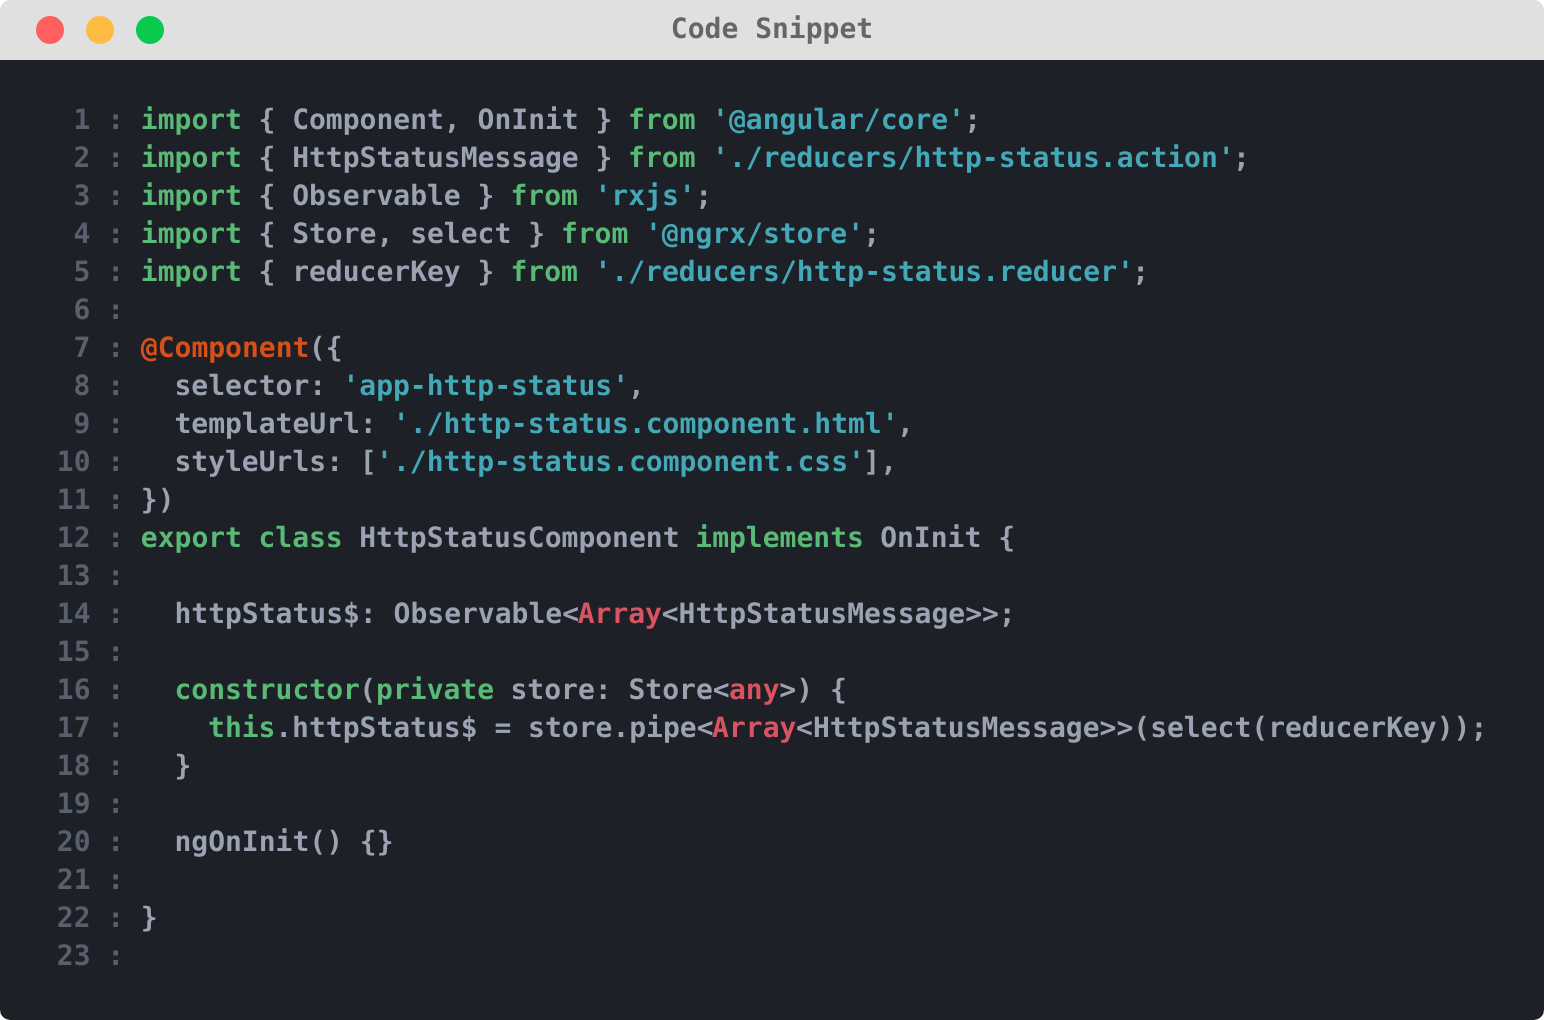 Code Snippet
1 : import { Component, OnInit } from '@angular/core';
2 : import { HttpStatusMessage } from './reducers/http-status.action';
3 : import { Observable } from 'rxjs';
4 : import { Store, select } from '@ngrx/store';
5 : import { reducerKey } from './reducers/http-status.reducer';
6 :
7 : @Component({
8 :   selector: 'app-http-status',
9 :   templateUrl: './http-status.component.html',
10 :   styleUrls: ['./http-status.component.css'],
11 : })
12 : export class HttpStatusComponent implements OnInit {
13 :
14 :   httpStatus$: Observable<Array<HttpStatusMessage>>;
15 :
16 :   constructor(private store: Store<any>) {
17 :     this.httpStatus$ = store.pipe<Array<HttpStatusMessage>>(select(reducerKey));
18 :   }
19 :
20 :   ngOnInit() {}
21 :
22 : }
23 :